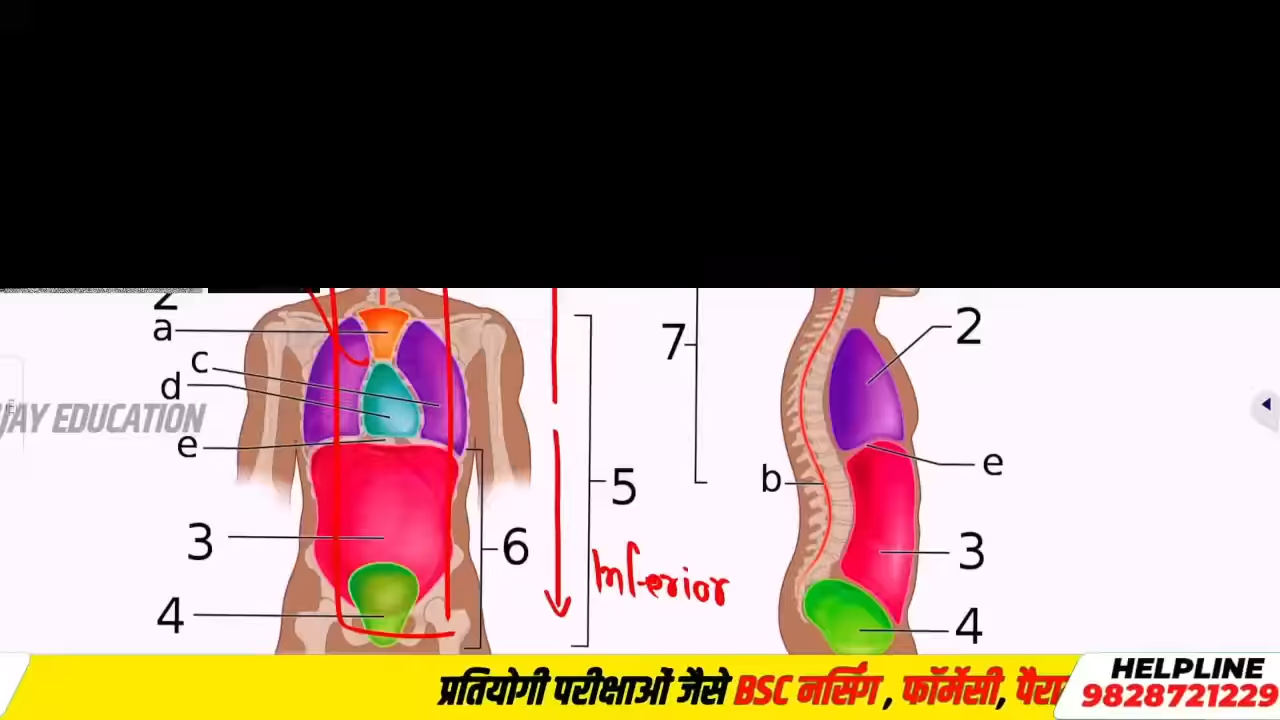 2
a
c
d
JAY EDUCATION
e
3
4
5
6
Inferior
7
2
e
b
3
4
प्रतियोगी परीक्षाओं जैसे BSC नर्सिंग , फॉर्मेसी,
HELPLINE
9828721229